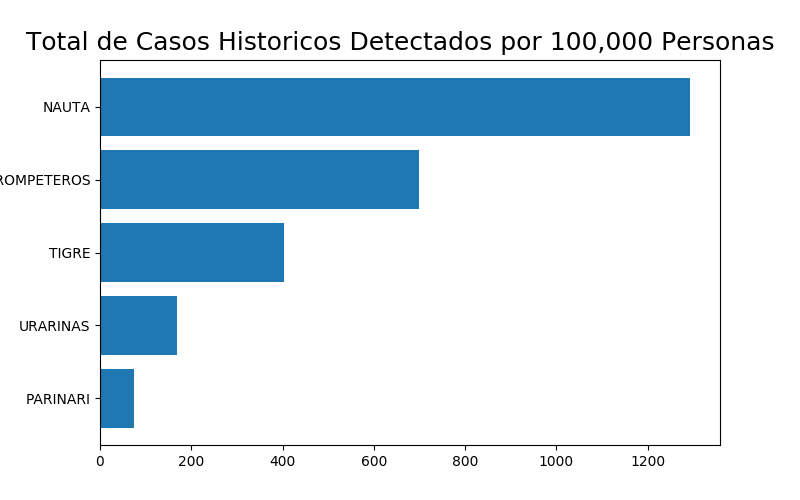 Total de Casos Historicos Detectados por 100,000 Personas
NAUTA
ROMPETEROS
TIGRE
URARINAS
PARINARI
0 200 400 600 800 1000 1200